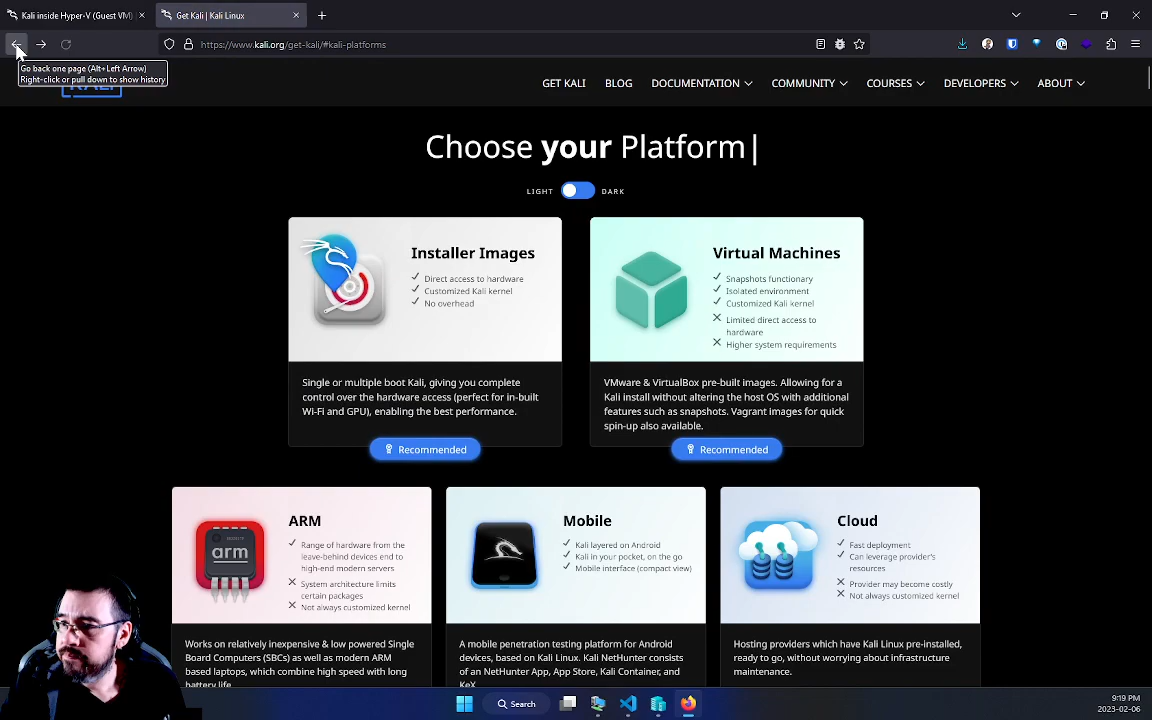 Kali inside Hyper-V (Guest VM)
Get Kali | Kali Linux
https://www.kali.org/get-kali/#kali-platforms
Go back one page (Alt+Left Arrow)
Right-click or pull down to show history
KALI
GET KALI
BLOG
DOCUMENTATION
COMMUNITY
COURSES
DEVELOPERS
ABOUT
Choose your Platform|
LIGHT
DARK
Installer Images
Direct access to hardware
Customized Kali kernel
No overhead
Single or multiple boot Kali, giving you complete
control over the hardware access (perfect for in-built
Wi-Fi and GPU), enabling the best performance.
Recommended
Virtual Machines
Snapshots functionary
Isolated environment
Customized Kali kernel
Limited direct access to
hardware
Higher system requirements
VMware & VirtualBox pre-built images. Allowing for a
Kali install without altering the host OS with additional
features such as snapshots. Vagrant images for quick
spin-up also available.
Recommended
arm
ARM
Range of hardware from the
leave-behind devices end to
high-end modern servers
System architecture limits
certain packages
Not always customized kernel
Works on relatively inexpensive & low powered Single
Board Computers (SBCs) as well as modern ARM
based laptops, which combine high speed with long
battery life.
Mobile
Kali layered on Android
Kali in your pocket, on the go
Mobile interface (compact view)
A mobile penetration testing platform for Android
devices, based on Kali Linux. Kali NetHunter consists
of an NetHunter App, App Store, Kali Container, and
KeX.
Cloud
Fast deployment
Can leverage provider's
resources
Provider may become costly
Not always customized kernel
Hosting providers which have Kali Linux pre-installed,
ready to go, without worrying about infrastructure
maintenance.
Search
9:19 PM
2023-02-06